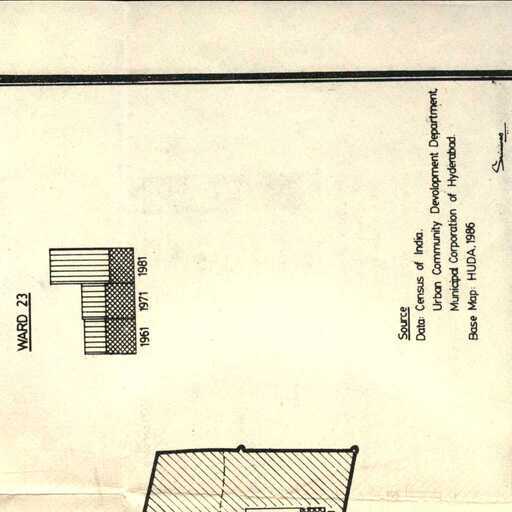 WARD 23
1961 1971 1981
Source
Data: Census of India.
Urban Community Devolopment Department,
Municipal Corporation of Hyderabad.
Base Map: HUDA, 1986